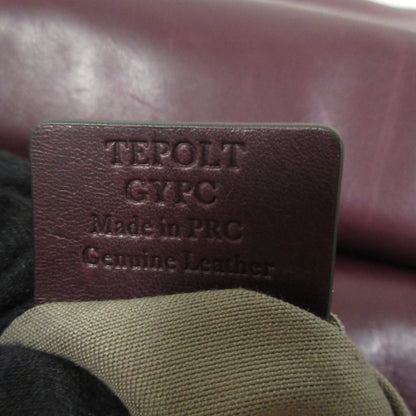 TEPOLT
GYPC
Made in PRC
Genuine Leather